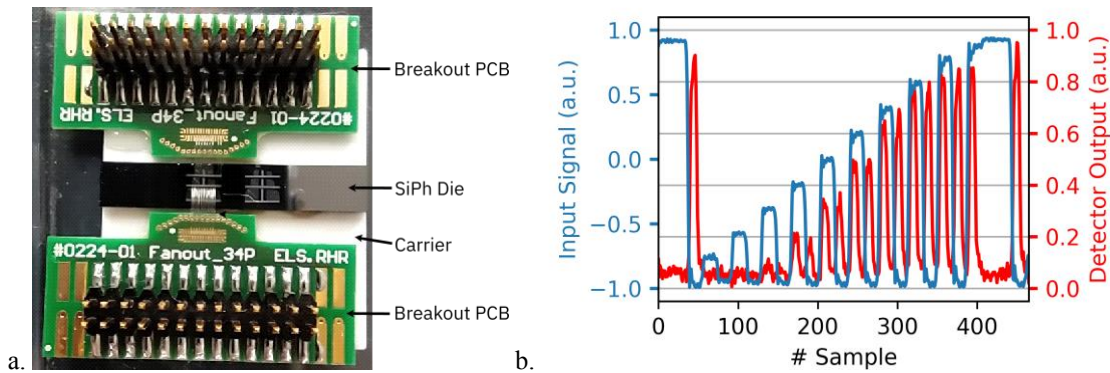 #0224-01 Fanout_34P ELS.RHR
Breakout PCB
SiPh Die
Carrier
#0224-01 Fanout_34P ELS.RHR
Breakout PCB
a.
b.
Input Signal (a.u.)
1.0
0.5
0.0
−0.5
−1.0
0 100 200 300 400
# Sample
1.0
0.8
0.6
0.4
0.2
0.0
Detector Output (a.u.)